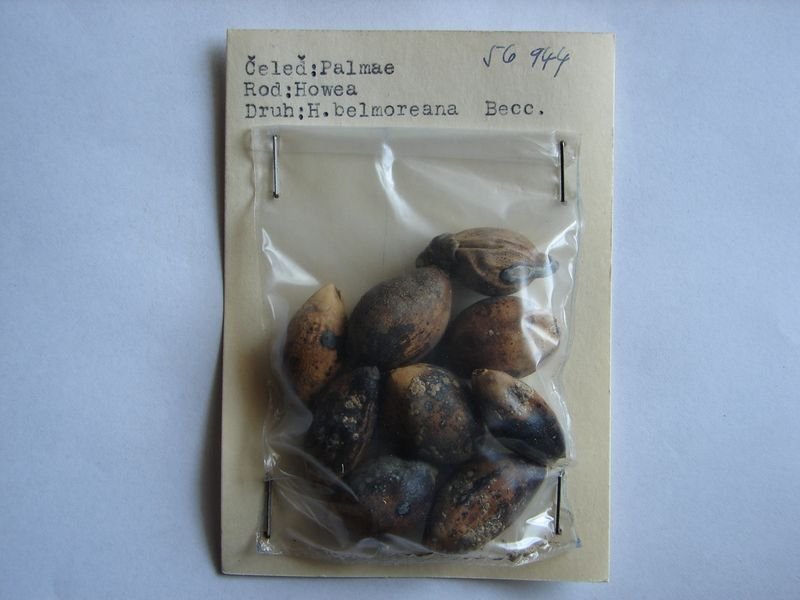 Čeleď;Palmae 56 944
Rod;Howea
Druh;H.belmoreana Becc.